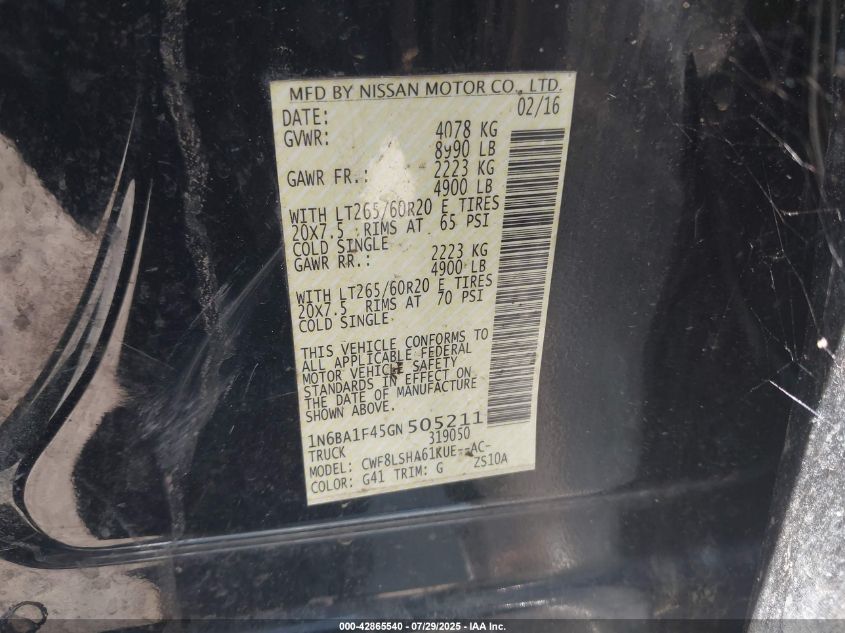 MFD BY NISSAN MOTOR CO., LTD.
DATE: 02/16
GVWR: 4078 KG
8990 LB
GAWR FR.: 2223 KG
4900 LB
WITH LT265/60R20 E TIRES
20X7.5 RIMS AT 65 PSI
COLD SINGLE
GAWR RR.: 2223 KG
4900 LB
WITH LT265/60R20 E TIRES
20X7.5 RIMS AT 70 PSI
COLD SINGLE
THIS VEHICLE CONFORMS TO
ALL APPLICABLE FEDERAL
MOTOR VEHICLE SAFETY
STANDARDS IN EFFECT ON
THE DATE OF MANUFACTURE
SHOWN ABOVE.
1N6BA1F45GN505211
TRUCK 319050
MODEL: CWF8LSHA61KUE--AC-
COLOR: G41 TRIM: G ZS10A
000-42865540 - 07/29/2025 - IAA Inc.